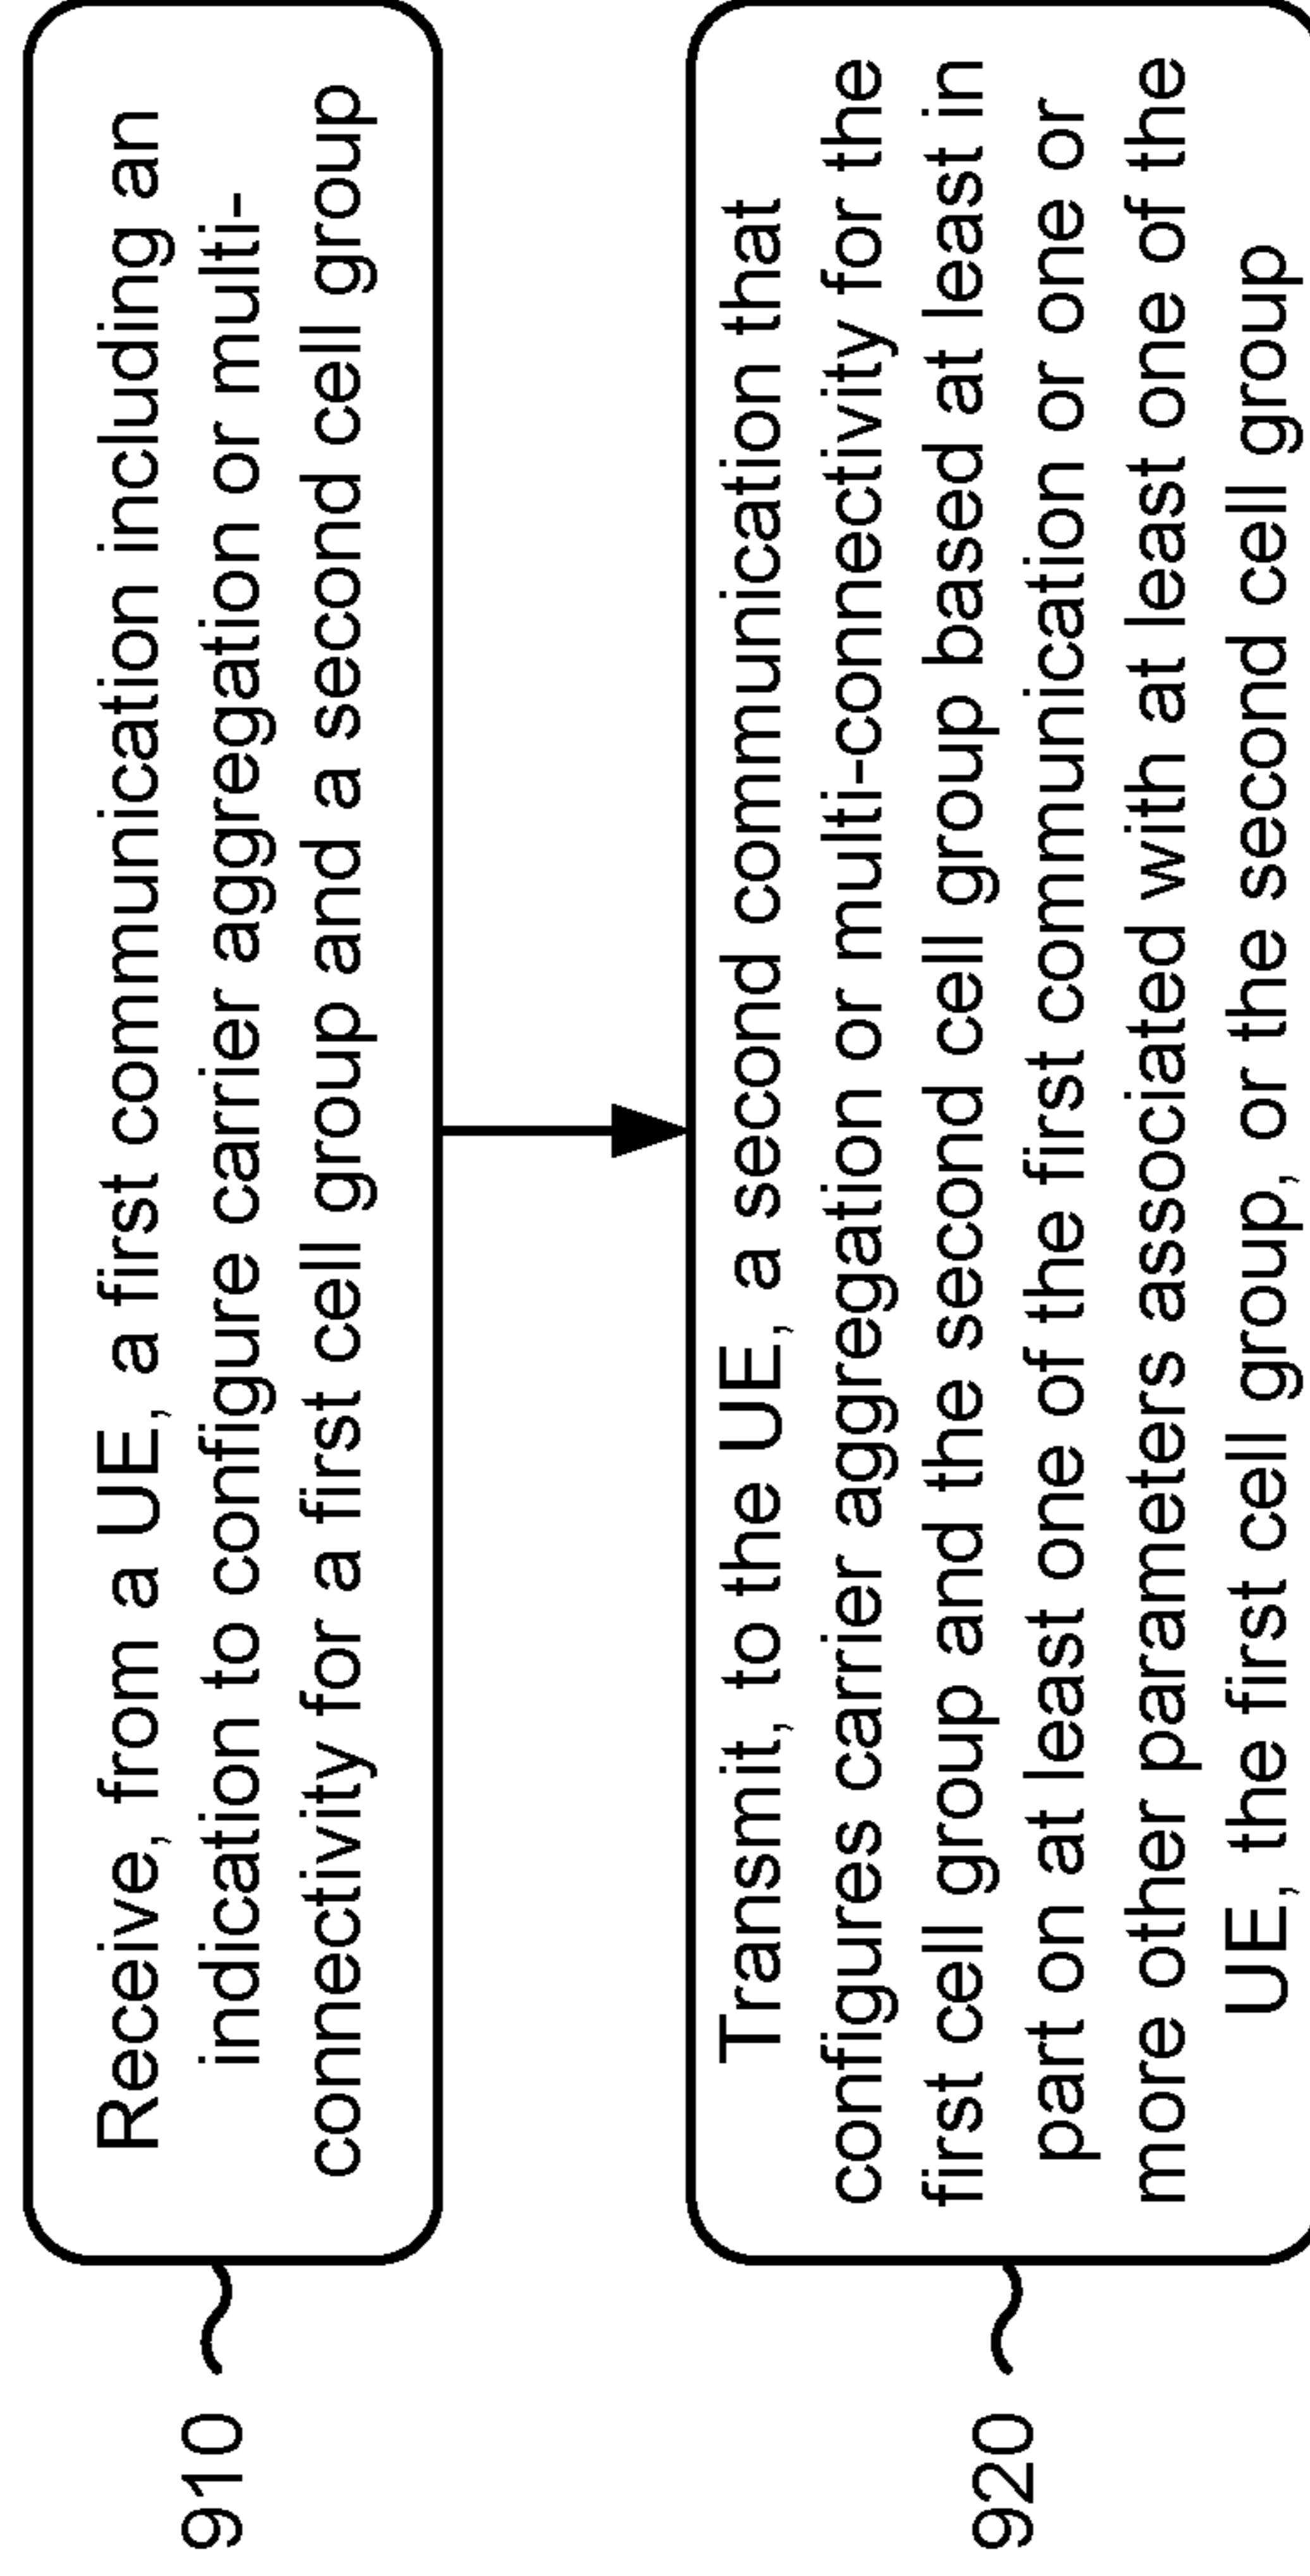 910
Receive, from a UE, a first communication including an
indication to configure carrier aggregation or multi-
connectivity for a first cell group and a second cell group
920
Transmit, to the UE, a second communication that
configures carrier aggregation or multi-connectivity for the
first cell group and the second cell group based at least in
part on at least one of the first communication or one or
more other parameters associated with at least one of the
UE, the first cell group, or the second cell group